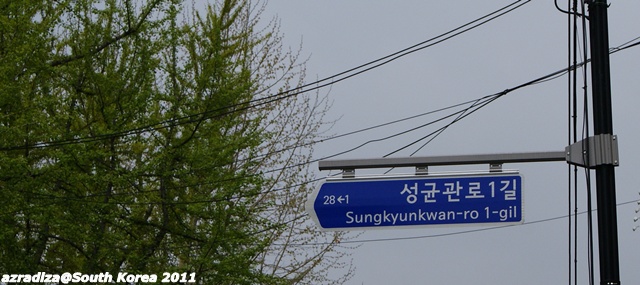 성균관로1길
28←1
Sungkyunkwan-ro 1-gil
azradiza@South Korea 2011